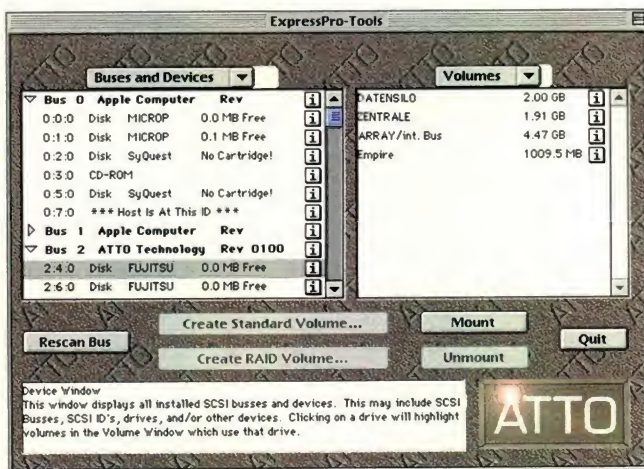 ExpressPro-Tools
Buses and Devices
Bus 0 Apple Computer Rev
0:0:0 Disk MICROP 0.0 MB Free
0:1:0 Disk MICROP 0.1 MB Free
0:2:0 Disk SyQuest No Cartridge!
0:3:0 CD-ROM
0:5:0 Disk SyQuest No Cartridge!
0:7:0 *** Host Is At This ID ***
Bus 1 Apple Computer Rev
Bus 2 ATTO Technology Rev 0100
2:4:0 Disk FUJITSU 0.0 MB Free
2:6:0 Disk FUJITSU 0.0 MB Free
Volumes
DATENSILO 2.00 GB
CENTRALE 1.91 GB
ARRAY/int. Bus 4.47 GB
Empire 1009.5 MB
Rescan Bus
Create Standard Volume...
Create RAID Volume...
Mount
Unmount
Quit
Device Window
This window displays all installed SCSI busses and devices. This may include SCSI
Busses, SCSI ID's, drives, and/or other devices. Clicking on a drive will highlight
volumes in the Volume Window which use that drive.
ATTO